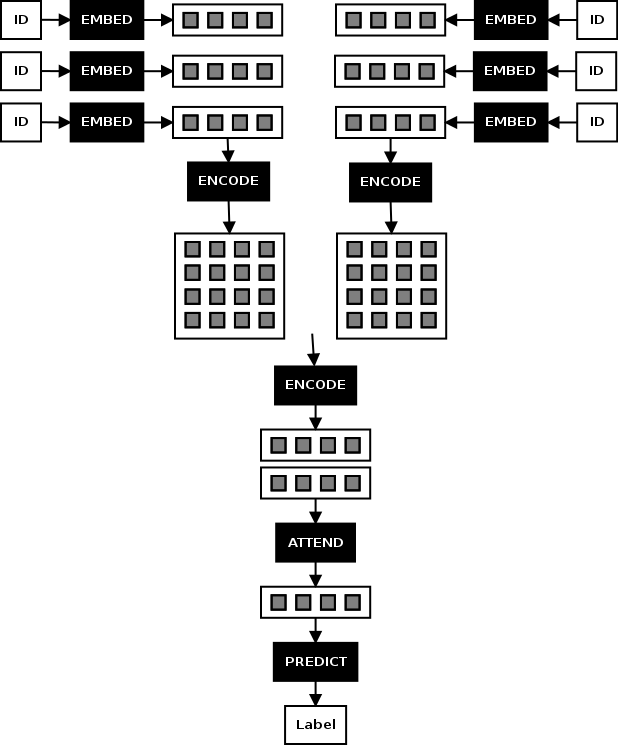 ID EMBED EMBED ID
ID EMBED EMBED ID
ID EMBED EMBED ID
ENCODE ENCODE
ENCODE
ATTEND
PREDICT
Label